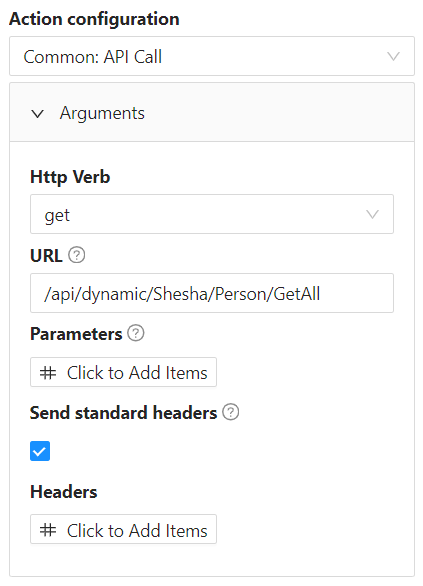 Action configuration
Common: API Call
Arguments
Http Verb
get
URL
/api/dynamic/Shesha/Person/GetAll
Parameters
Click to Add Items
Send standard headers
Headers
Click to Add Items